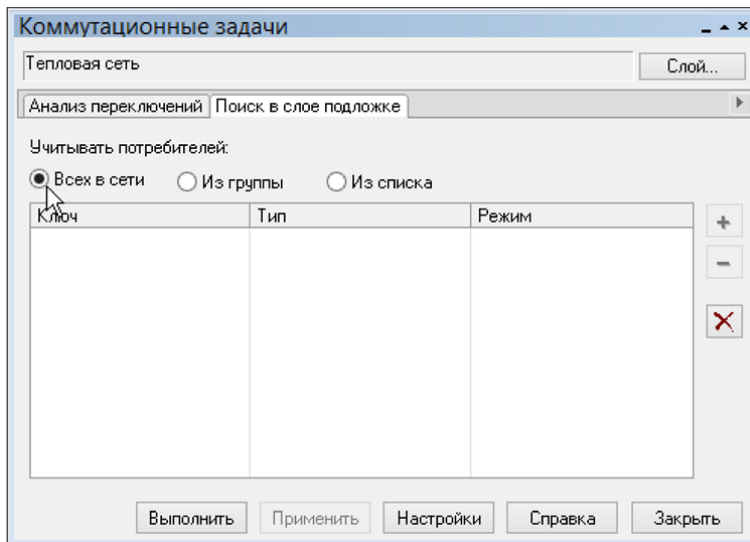 Коммутационные задачи
Тепловая сеть Слой...
Анализ переключений Поиск в слое подложке
Учитывать потребителей:
Всех в сети Из группы Из списка
Ключ Тип Режим
Выполнить Применить Настройки Справка Закрыть